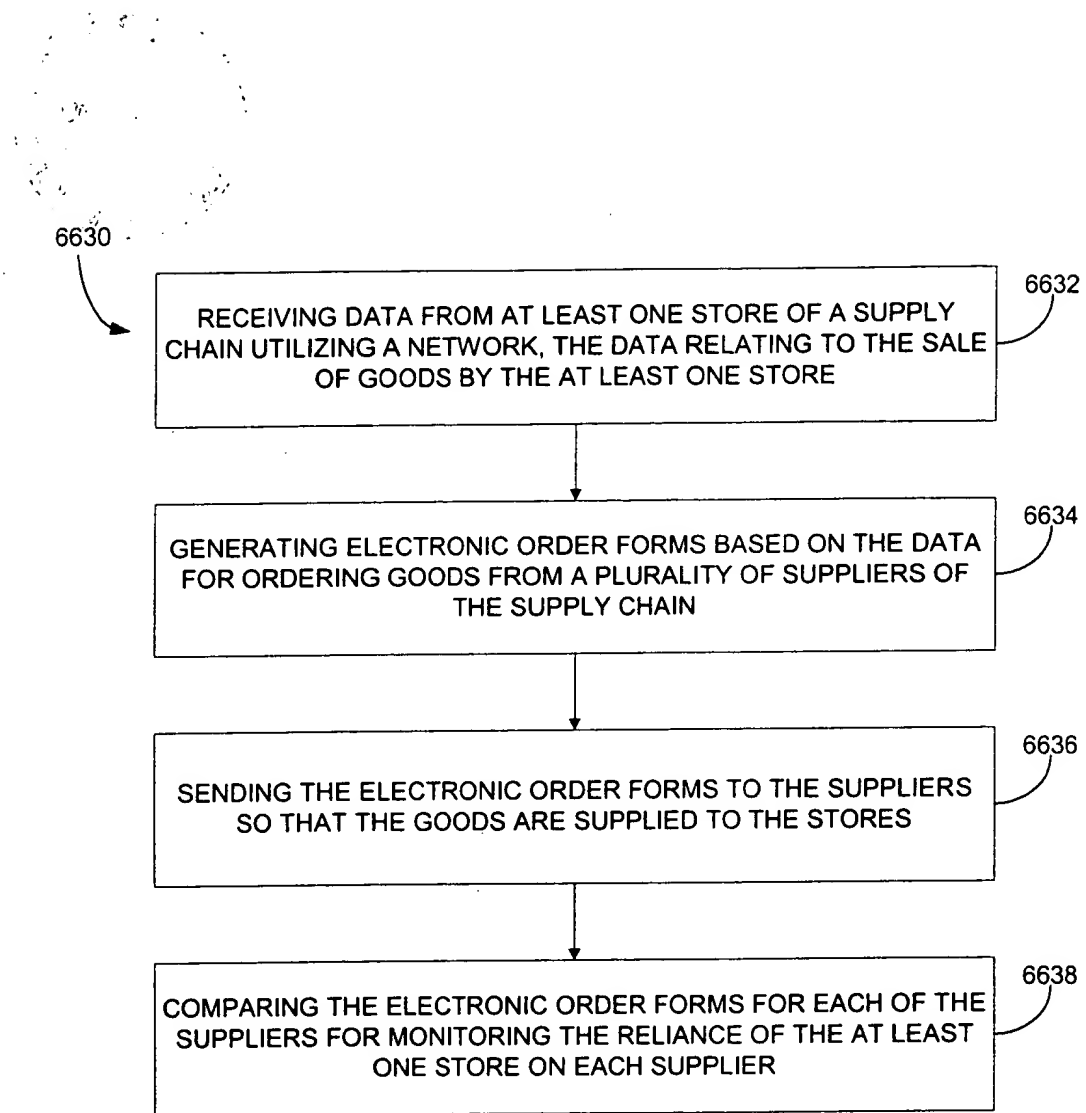 6630
6632
RECEIVING DATA FROM AT LEAST ONE STORE OF A SUPPLY
CHAIN UTILIZING A NETWORK, THE DATA RELATING TO THE SALE
OF GOODS BY THE AT LEAST ONE STORE
6634
GENERATING ELECTRONIC ORDER FORMS BASED ON THE DATA
FOR ORDERING GOODS FROM A PLURALITY OF SUPPLIERS OF
THE SUPPLY CHAIN
6636
SENDING THE ELECTRONIC ORDER FORMS TO THE SUPPLIERS
SO THAT THE GOODS ARE SUPPLIED TO THE STORES
6638
COMPARING THE ELECTRONIC ORDER FORMS FOR EACH OF THE
SUPPLIERS FOR MONITORING THE RELIANCE OF THE AT LEAST
ONE STORE ON EACH SUPPLIER